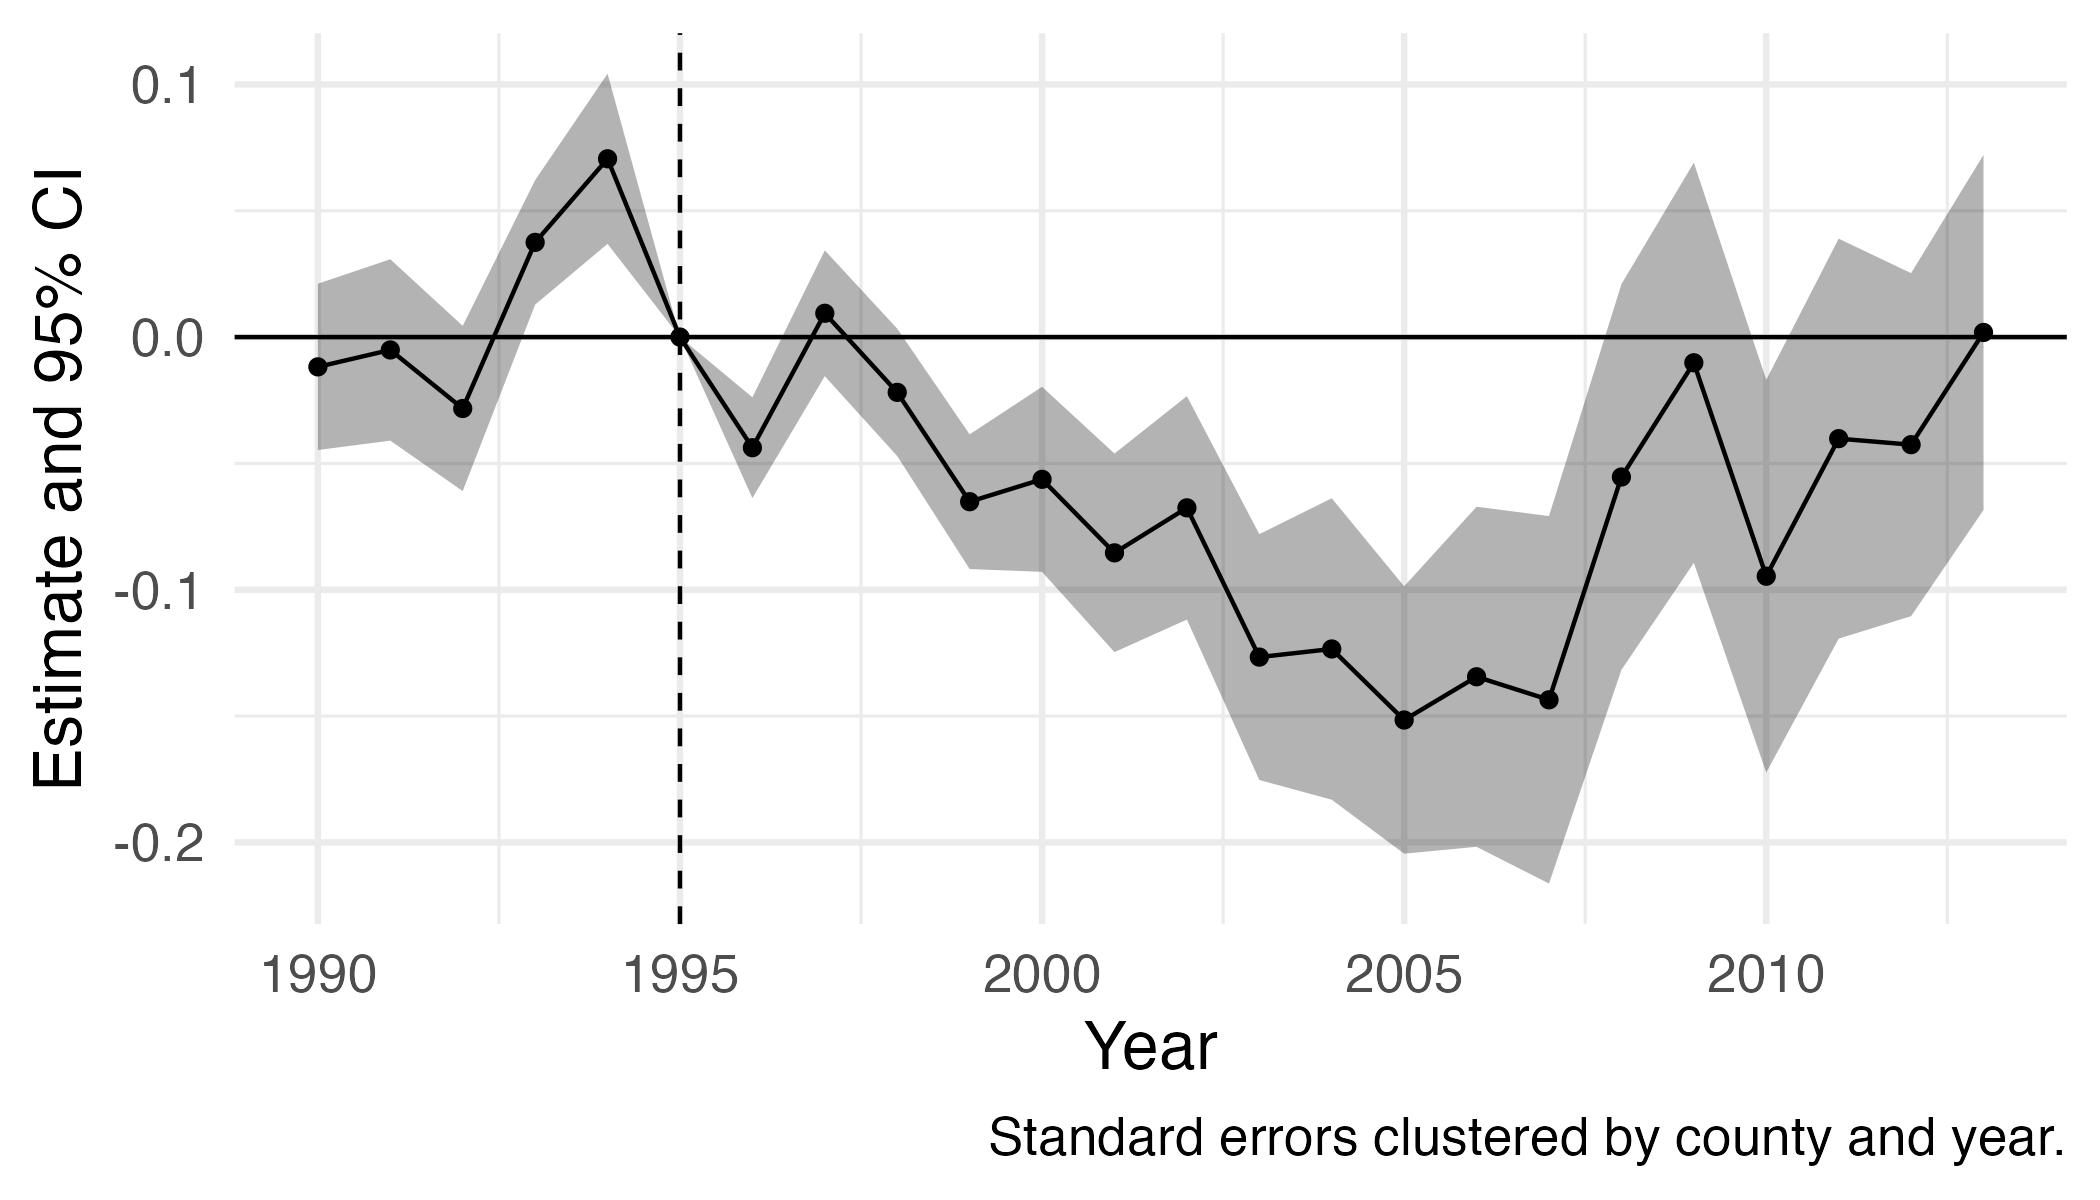 Estimate and 95% CI
0.1
0.0
-0.1
-0.2
1990 1995 2000 2005 2010
Year
Standard errors clustered by county and year.